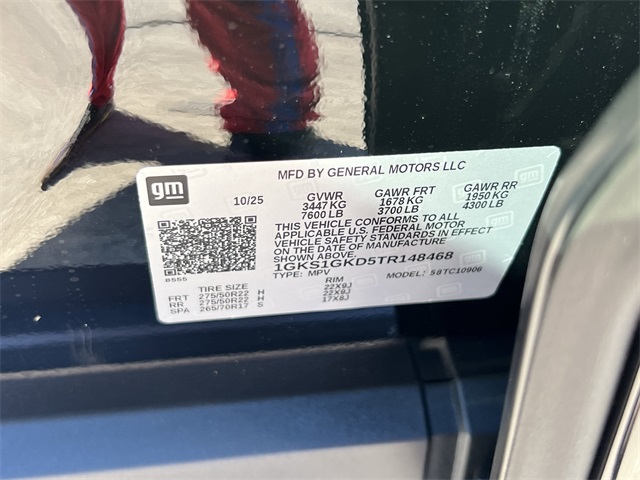 MFD BY GENERAL MOTORS LLC
gm
10/25
GVWR GAWR FRT GAWR RR
3447 KG 1678 KG 1950 KG
7600 LB 3700 LB 4300 LB
THIS VEHICLE CONFORMS TO ALL
APPLICABLE U.S. FEDERAL MOTOR
VEHICLE SAFETY STANDARDS IN EFFECT
ON THE DATE OF MANUFACTURE
SHOWN ABOVE.
1GKS1GKD5TR148468
TYPE: MPV MODEL: S8TC10906
B555
TIRE SIZE RIM
FRT 275/50R22 H 22X9J
RR 275/50R22 H 22X9J
SPA 265/70R17 S 17X8J